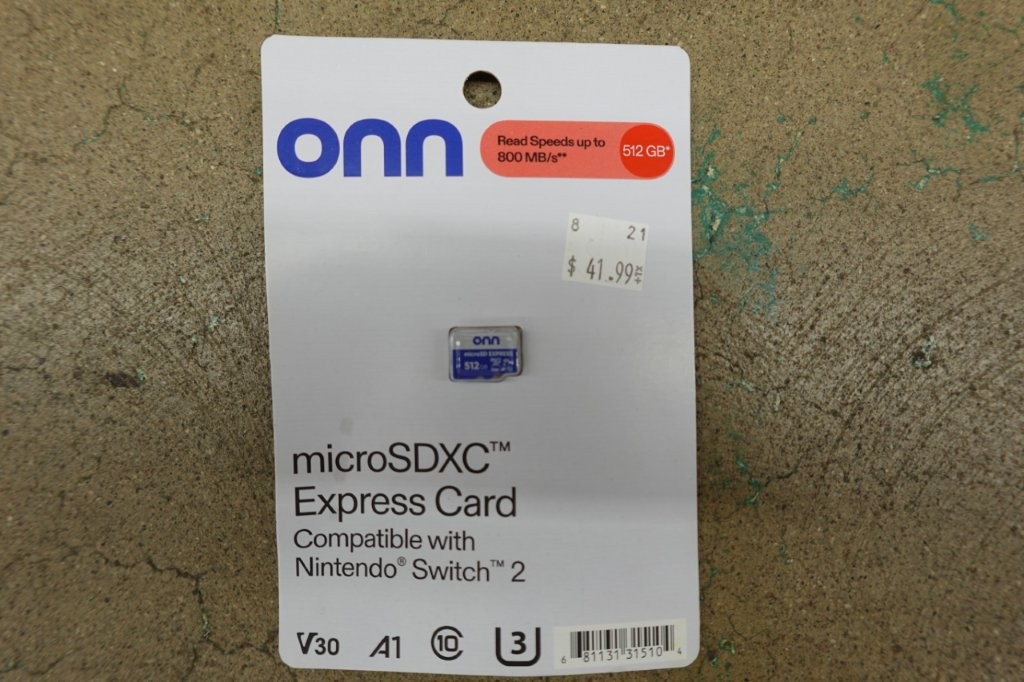 onn
Read Speeds up to
800 MB/s**
512 GB*
8 21
$ 41.99
onn
microSD EXPRESS
512
microSDXC™
Express Card
Compatible with
Nintendo® Switch™ 2
V30 A1 10 3
6 81131 31510 4